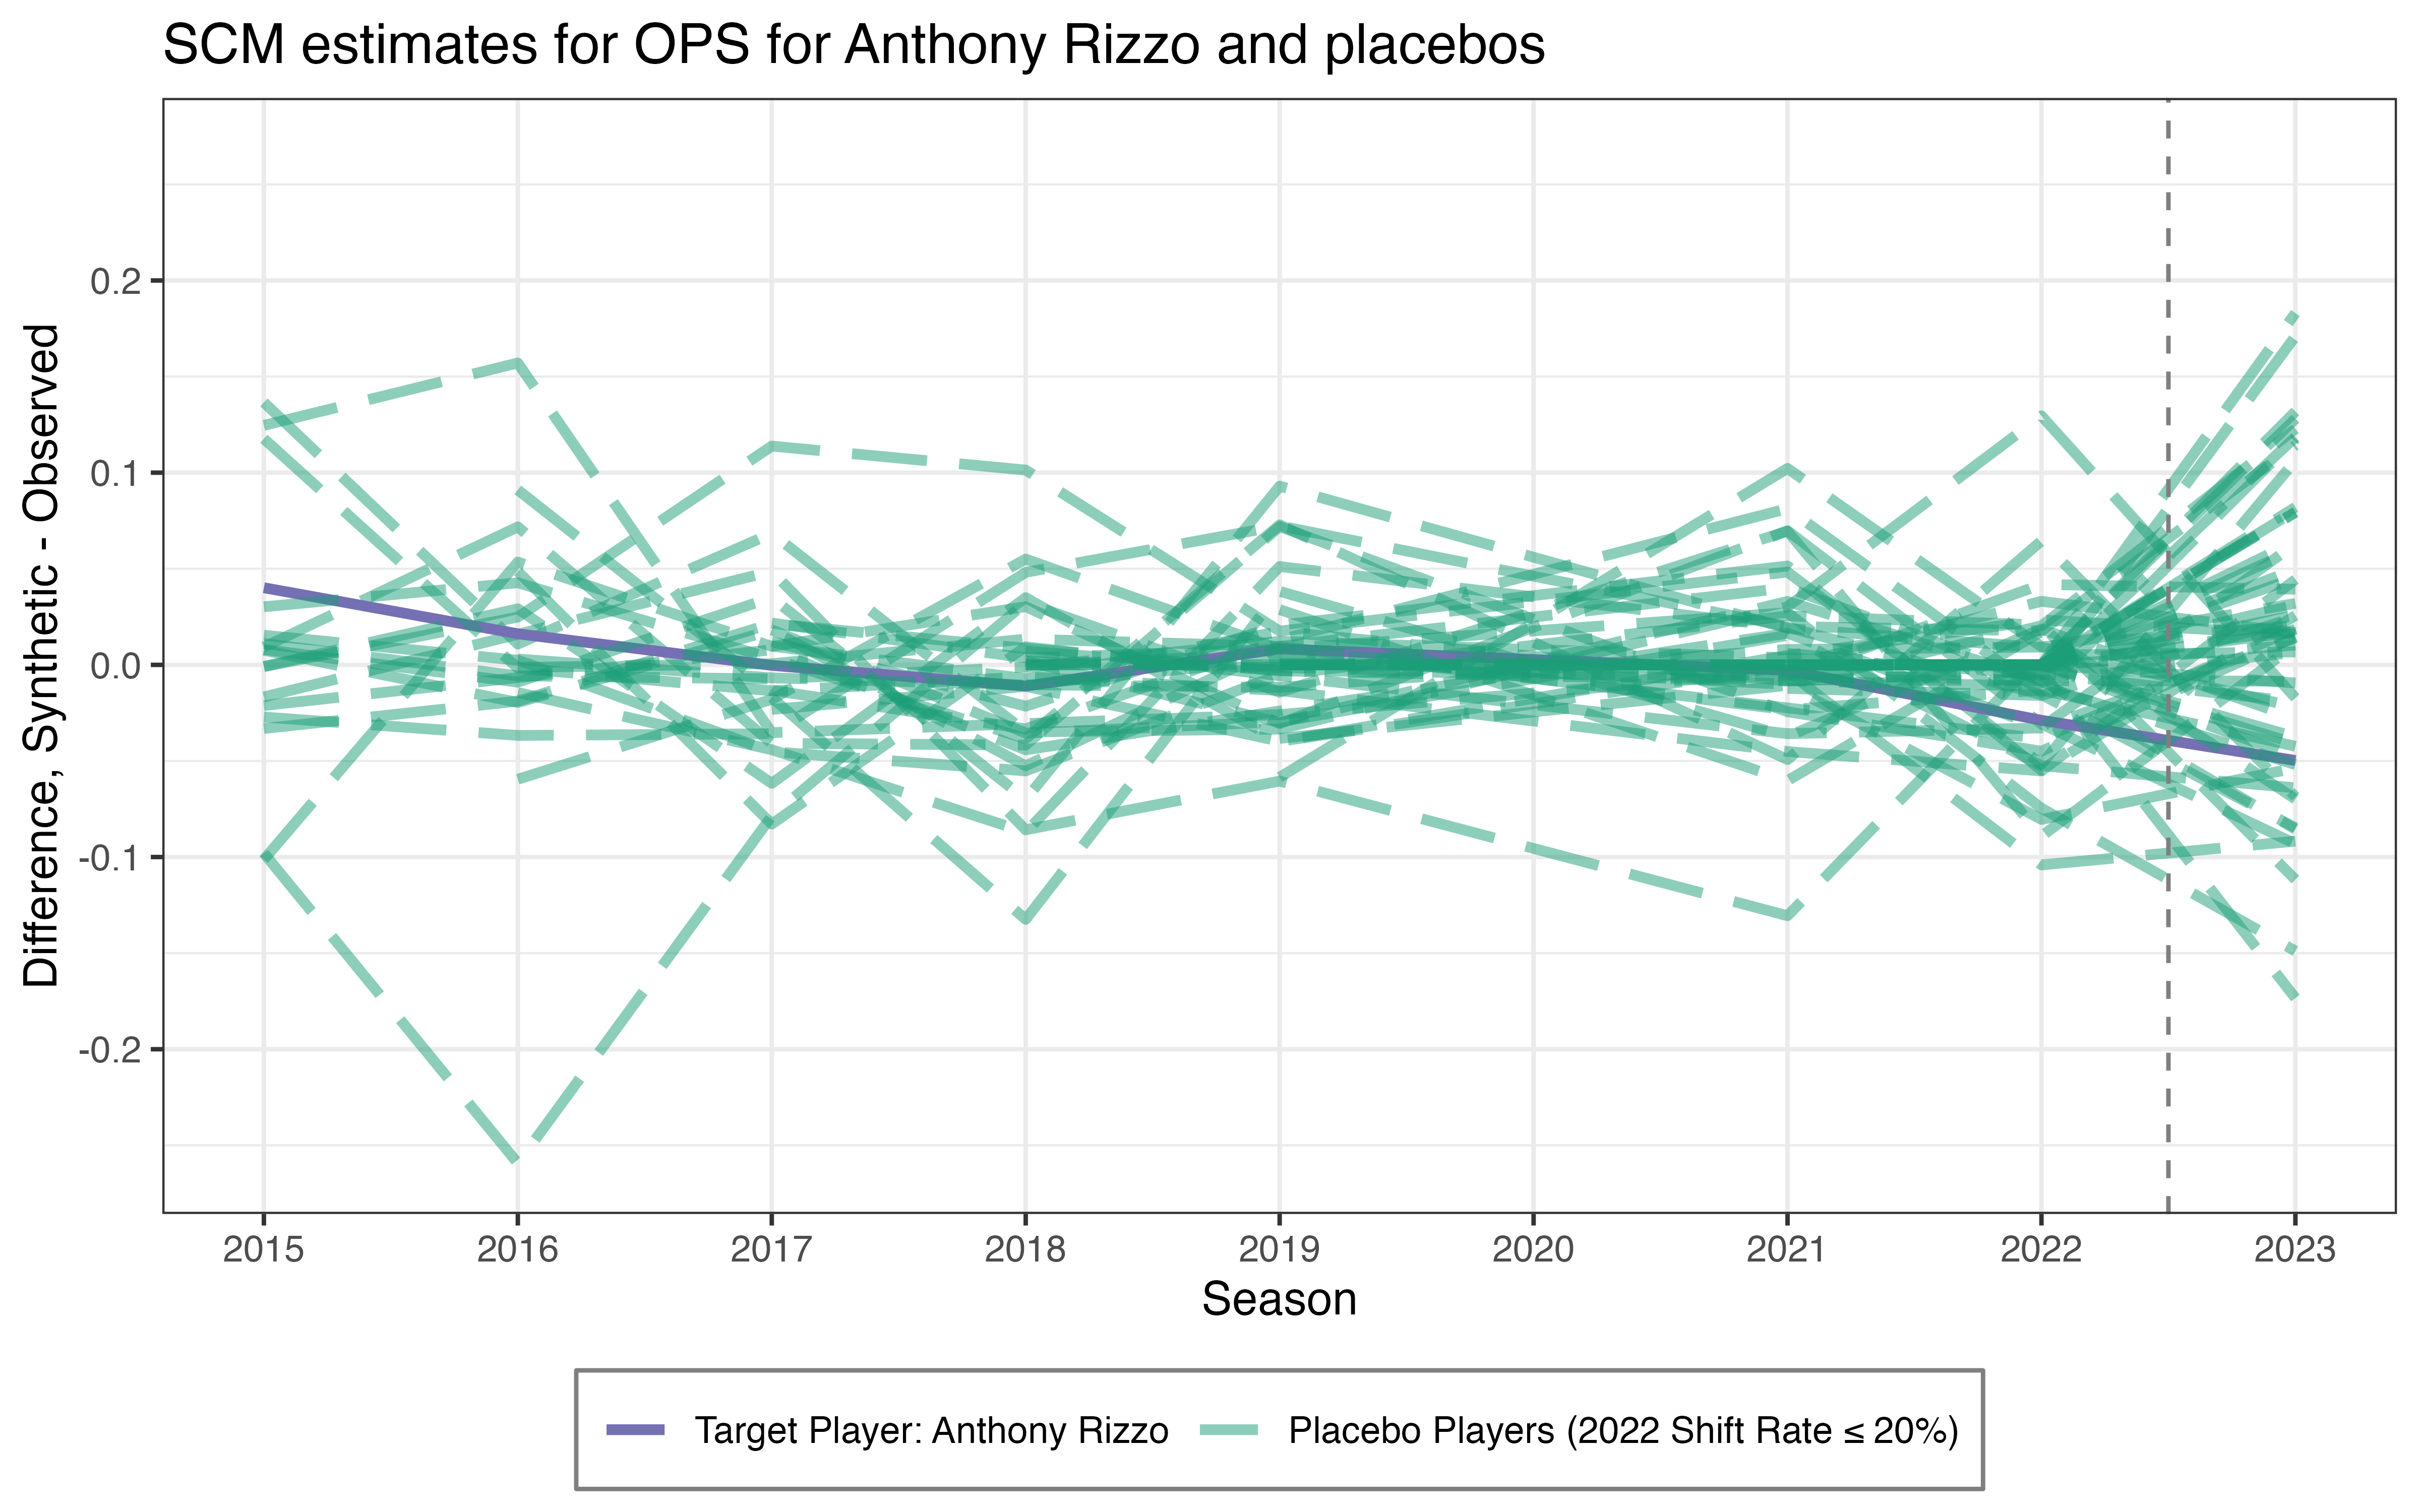 SCM estimates for OPS for Anthony Rizzo and placebos
Difference, Synthetic - Observed
0.2
0.1
0.0
-0.1
-0.2
2015 2016 2017 2018 2019 2020 2021 2022 2023
Season
Target Player: Anthony Rizzo Placebo Players (2022 Shift Rate ≤ 20%)